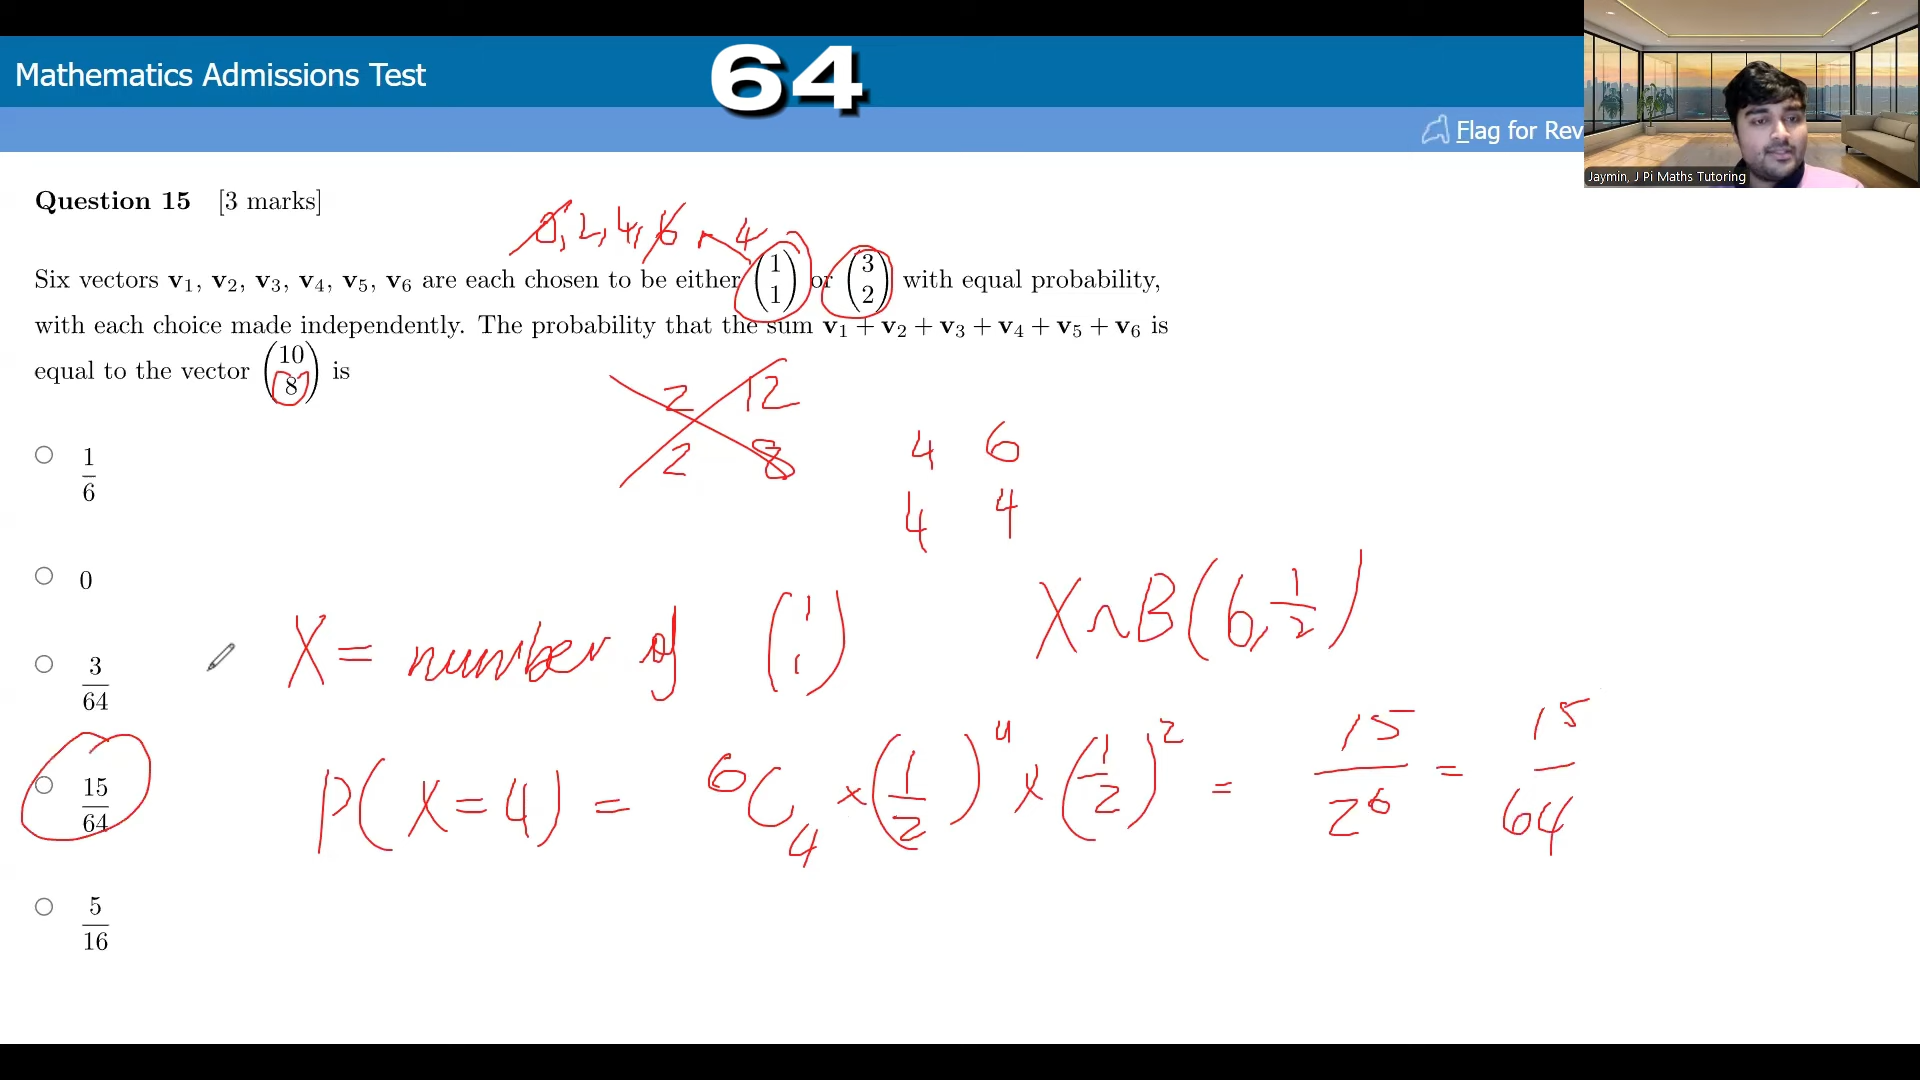 64
Mathematics Admissions Test
Flag for Rev
Jaymin, J Pi Maths Tutoring
Question 15 [3 marks]
0, 2, 4, 6 4
Six vectors v₁, v₂, v₃, v₄, v₅, v₆ are each chosen to be either (1 1) or (3 2) with equal probability,
with each choice made independently. The probability that the sum v₁ + v₂ + v₃ + v₄ + v₅ + v₆ is
equal to the vector (10 8) is
2 12
2 8
4 6
4 4
1/6
0
3/64
15/64
5/16
X = number of (1 1)
X ~ B(6, 1/2)
P(X=4) = ⁶C₄ × (1/2)⁴ × (1/2)² = 15/2⁶ = 15/64